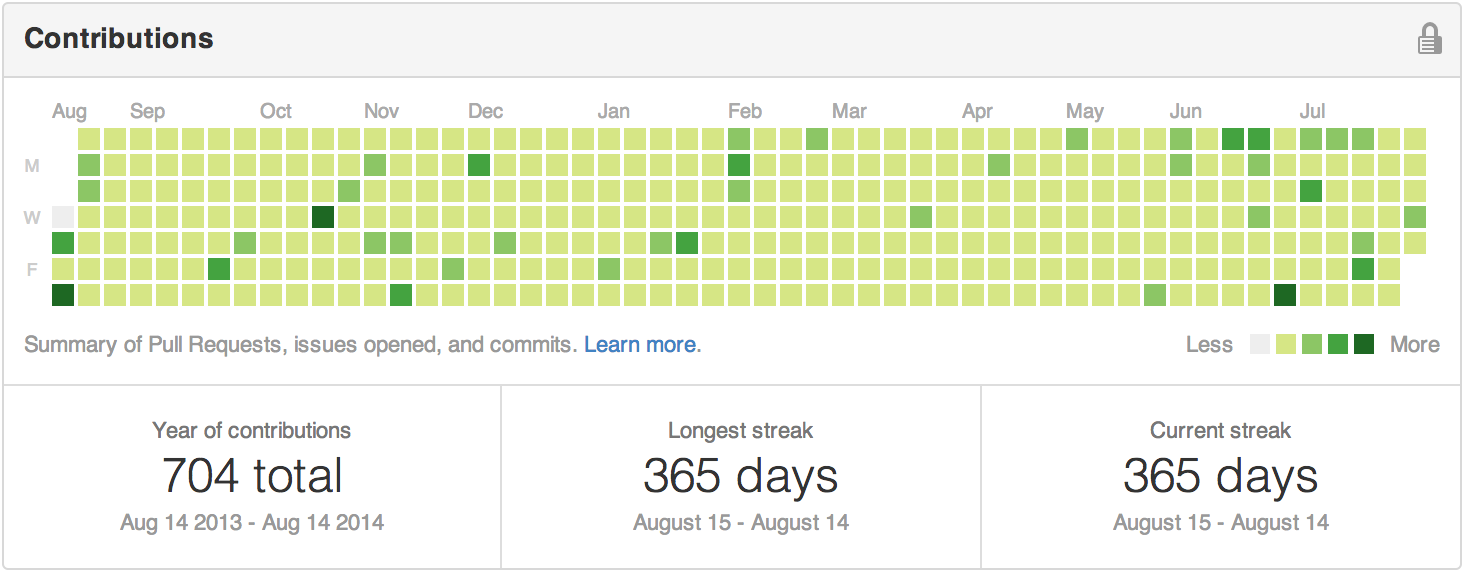 Contributions
Aug Sep Oct Nov Dec Jan Feb Mar Apr May Jun Jul
M
W
F
Summary of Pull Requests, issues opened, and commits. Learn more.
Less More
Year of contributions
704 total
Aug 14 2013 - Aug 14 2014
Longest streak
365 days
August 15 - August 14
Current streak
365 days
August 15 - August 14